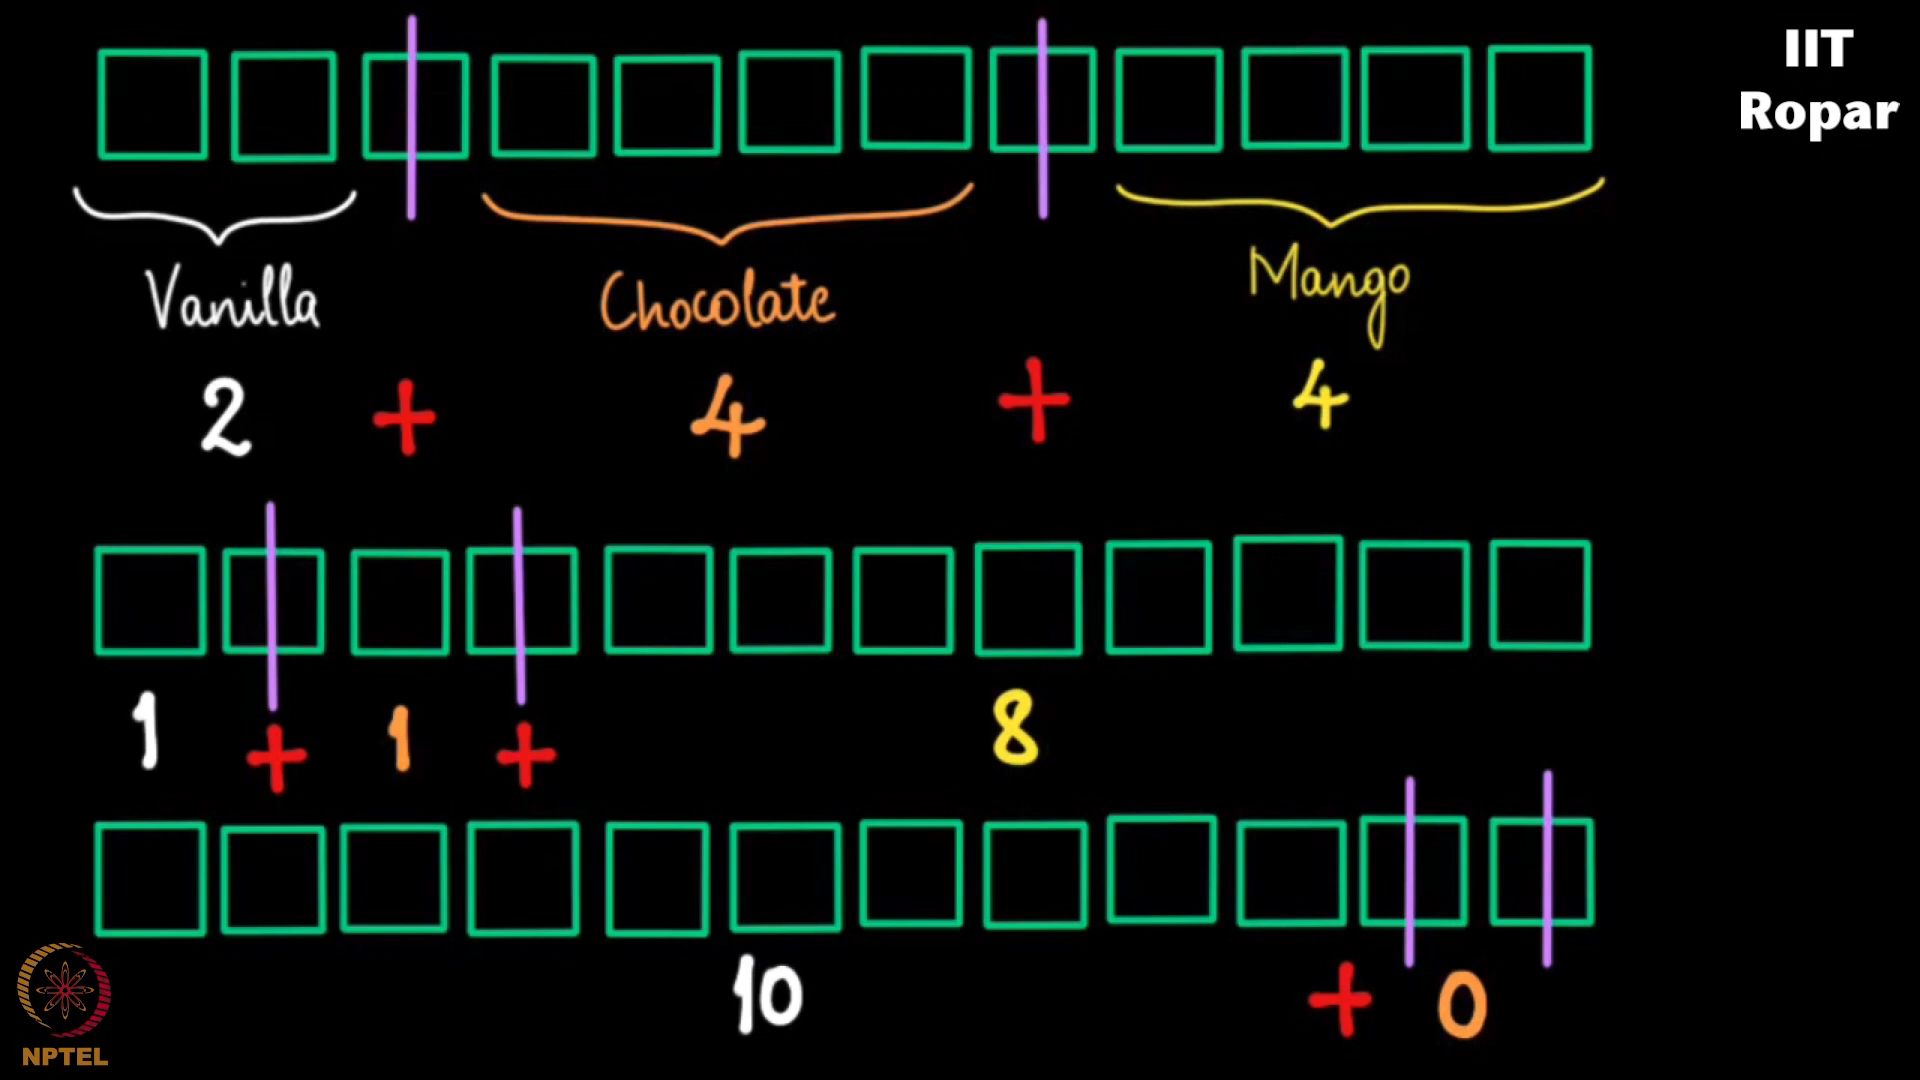 IIT
Ropar
Vanilla Chocolate Mango
2 + 4 + 4
1 + 1 + 8
10 + 0
NPTEL